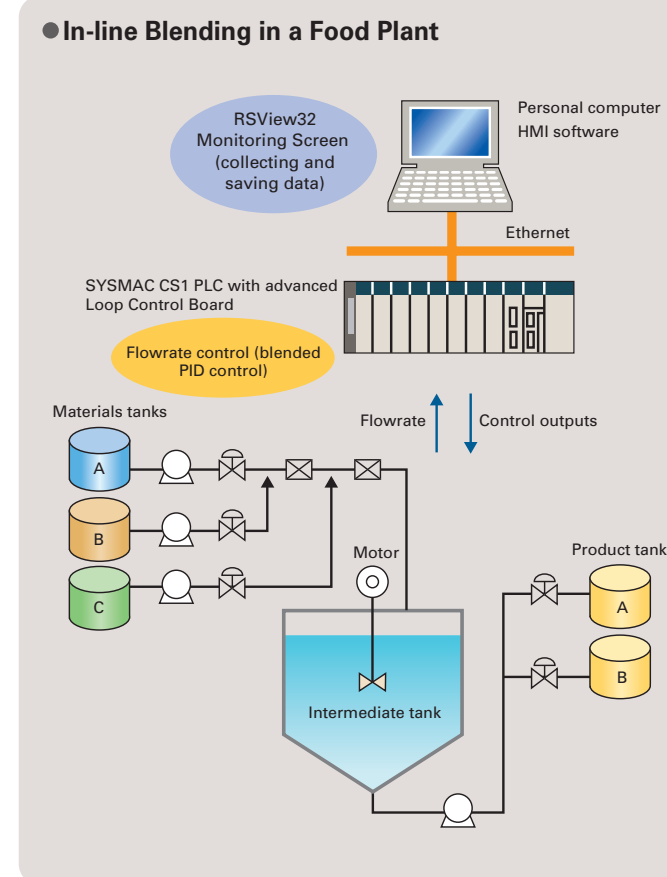 In-line Blending in a Food Plant
RSView32
Monitoring Screen
(collecting and
saving data)
Personal computer
HMI software
Ethernet
SYSMAC CS1 PLC with advanced
Loop Control Board
Flowrate control (blended
PID control)
Flowrate
Control outputs
Materials tanks
A
B
C
Motor
Intermediate tank
Product tank
A
B